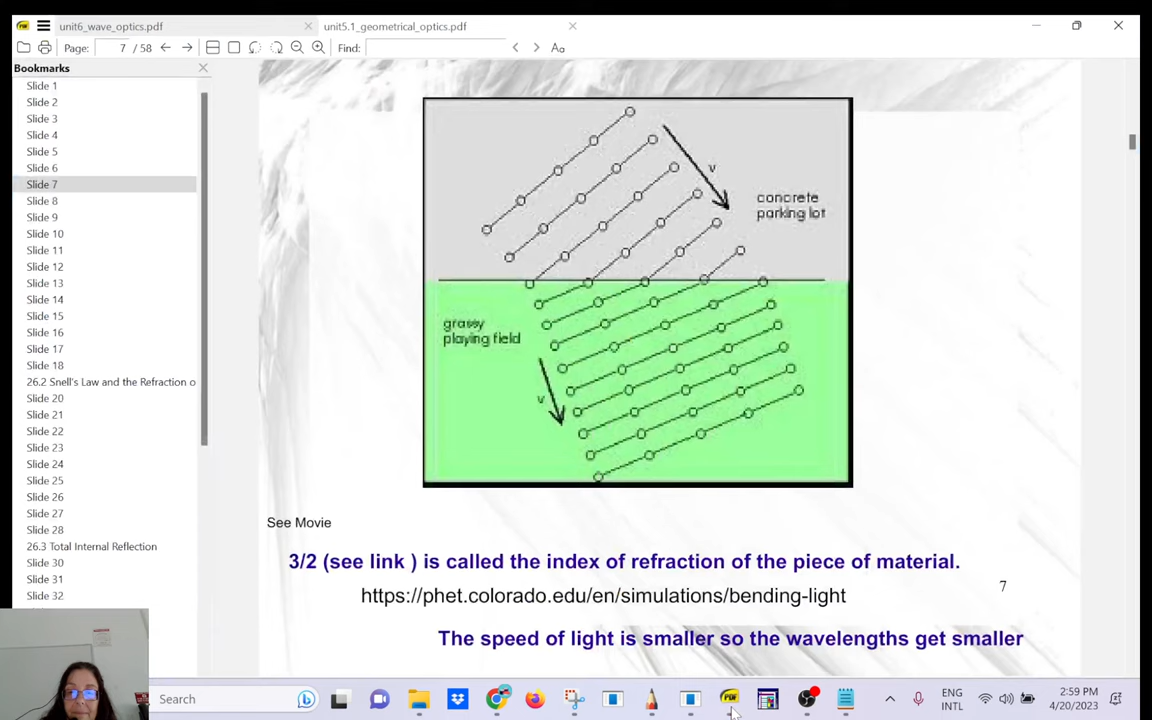 unit6_wave_optics.pdf
unit5.1_geometrical_optics.pdf
Page: 7 / 58
Find:
Aa
Bookmarks
Slide 1
Slide 2
Slide 3
Slide 4
Slide 5
Slide 6
Slide 7
Slide 8
Slide 9
Slide 10
Slide 11
Slide 12
Slide 13
Slide 14
Slide 15
Slide 16
Slide 17
Slide 18
26.2 Snell's Law and the Refraction o
Slide 20
Slide 21
Slide 22
Slide 23
Slide 24
Slide 25
Slide 26
Slide 27
Slide 28
26.3 Total Internal Reflection
Slide 30
Slide 31
Slide 32
v
concrete
parking lot
grassy
playing field
v
See Movie
3/2 (see link ) is called the index of refraction of the piece of material.
7
https://phet.colorado.edu/en/simulations/bending-light
The speed of light is smaller so the wavelengths get smaller
Search
ENG
INTL
2:59 PM
4/20/2023